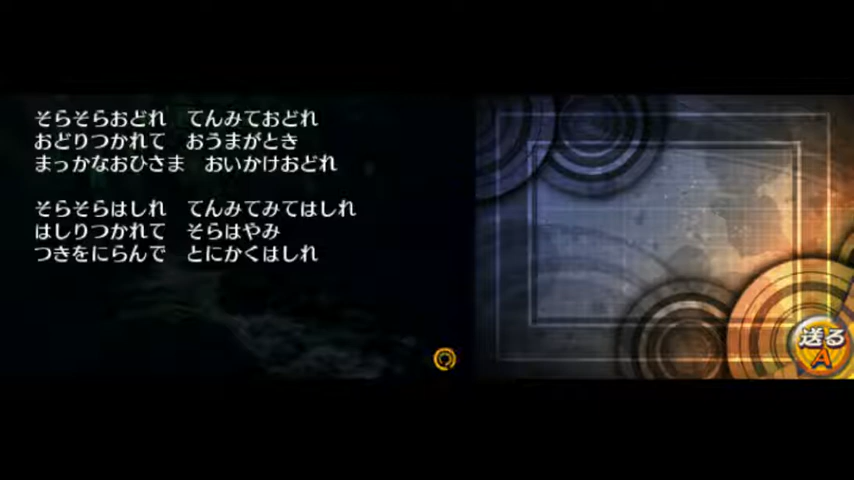 そらそらおどれ　てんみておどれ
おどりつかれて　おうまがとき
まっかなおひさま　おいかけおどれ
そらそらはしれ　てんみてみてはしれ
はしりつかれて　そらはやみ
つきをにらんで　とにかくはしれ
送る
A